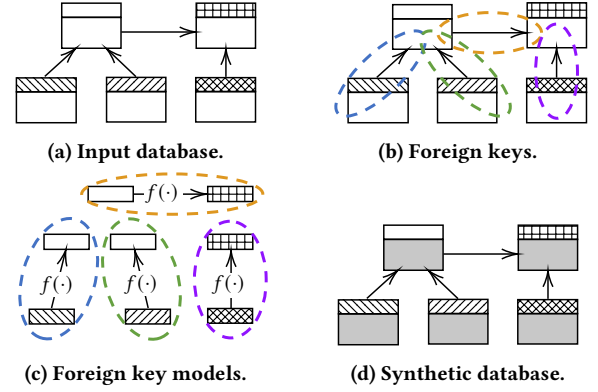 (a) Input database.
(b) Foreign keys.
f(·)
f(·)
f(·)
f(·)
(c) Foreign key models.
(d) Synthetic database.